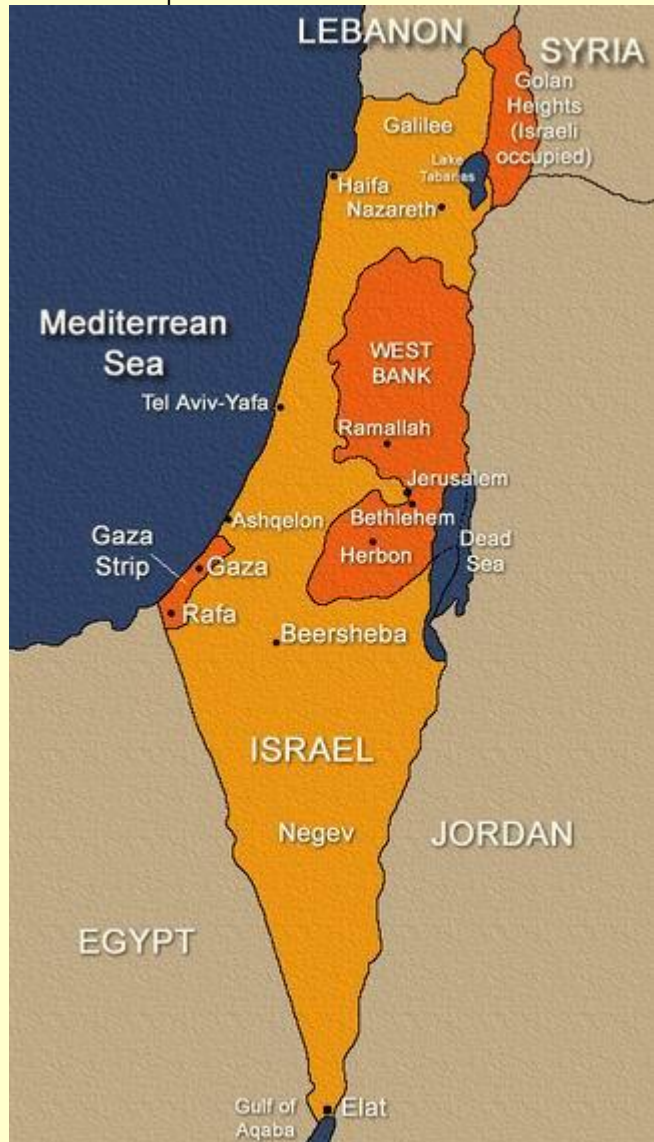 LEBANON
SYRIA
Golan
Heights
(Israeli
occupied)
Galilee
Lake
Tabarias
Haifa
Nazareth
Mediterrean
Sea
WEST
BANK
Tel Aviv-Yafa
Ramallah
Jerusalem
Ashqelon
Bethlehem
Gaza
Strip
Herbon
Dead
Sea
Gaza
Rafa
Beersheba
ISRAEL
Negev
JORDAN
EGYPT
Gulf of
Aqaba
Elat